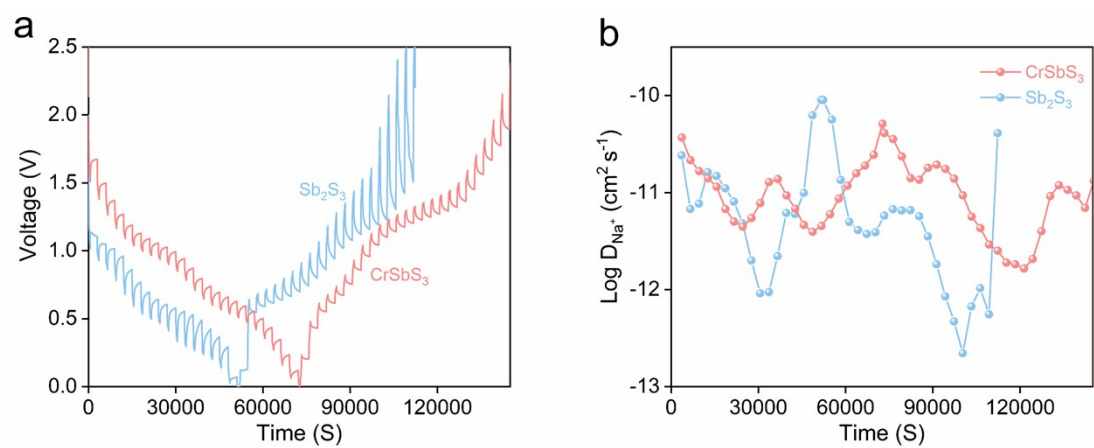 a
2.5
2.0
1.5
1.0
0.5
0.0
Voltage (V)
Sb₂S₃
CrSbS₃
0 30000 60000 90000 120000
Time (S)
b
-10
-11
-12
-13
Log D_Na⁺ (cm² s⁻¹)
CrSbS₃
Sb₂S₃
0 30000 60000 90000 120000
Time (S)